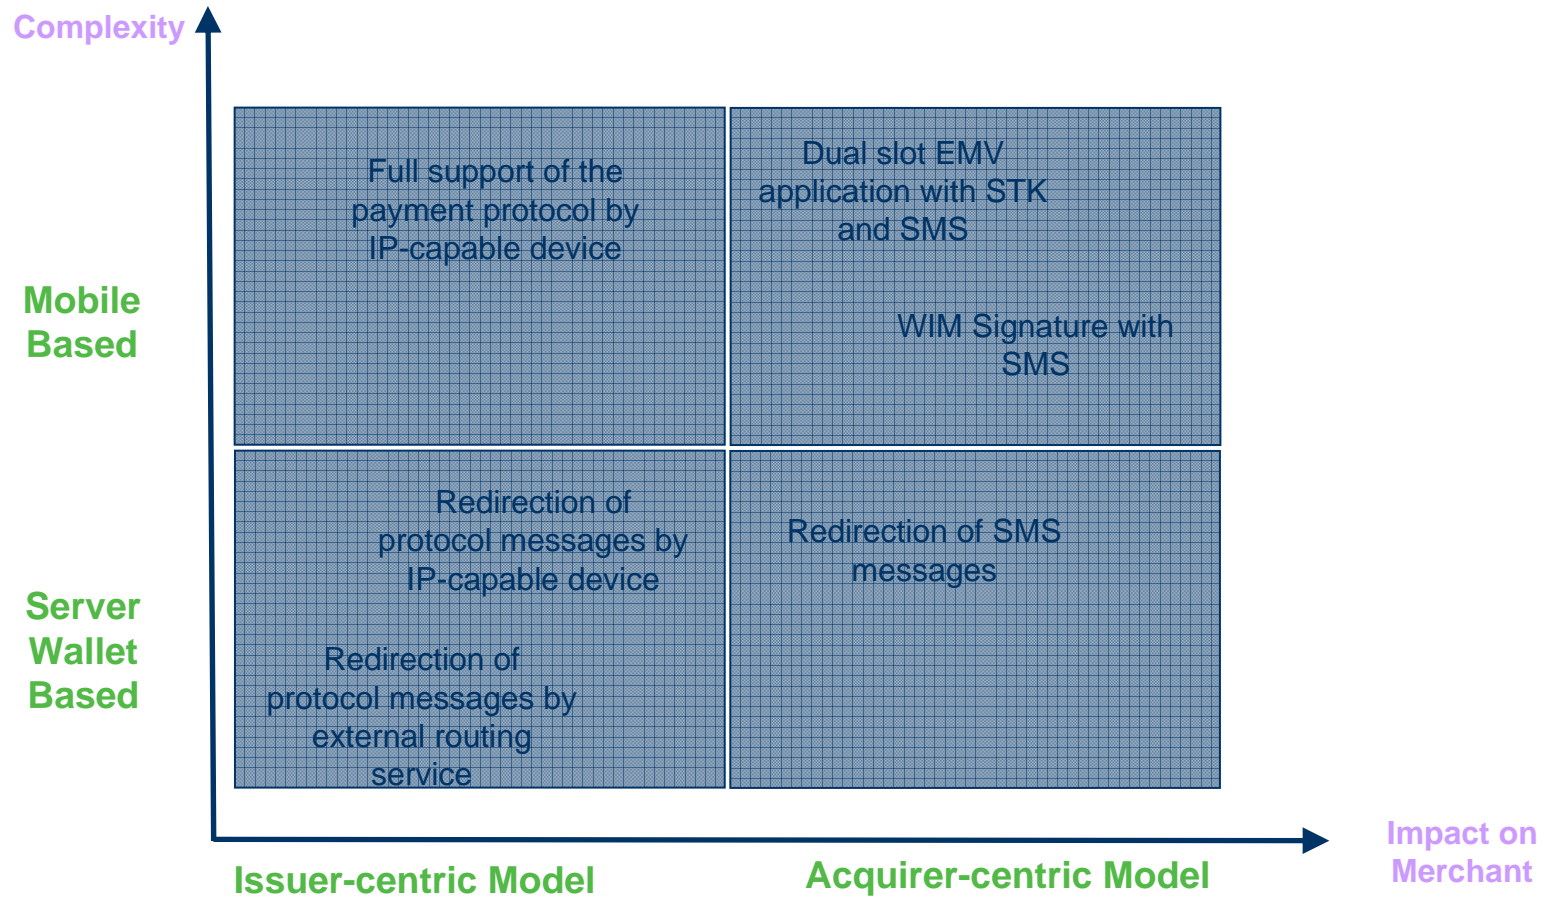 Complexity
Full support of the
payment protocol by
IP-capable device
Dual slot EMV
application with STK
and SMS
WIM Signature with
SMS
Mobile
Based
Redirection of
protocol messages by
IP-capable device
Redirection of
protocol messages by
external routing
service
Redirection of SMS
messages
Server
Wallet
Based
Issuer-centric Model
Acquirer-centric Model
Impact on
Merchant